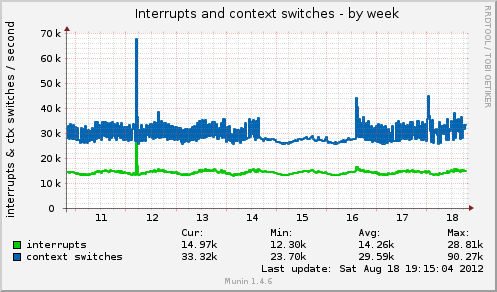 Interrupts and context switches - by week
RRDTOOL / TOBI OETIKER
interrupts & ctx switches / second
70 k
60 k
50 k
40 k
30 k
20 k
10 k
0
11 12 13 14 15 16 17 18
Cur: Min: Avg: Max:
interrupts 14.97k 12.30k 14.26k 28.81k
context switches 33.32k 23.70k 29.59k 90.27k
Last update: Sat Aug 18 19:15:04 2012
Munin 1.4.6